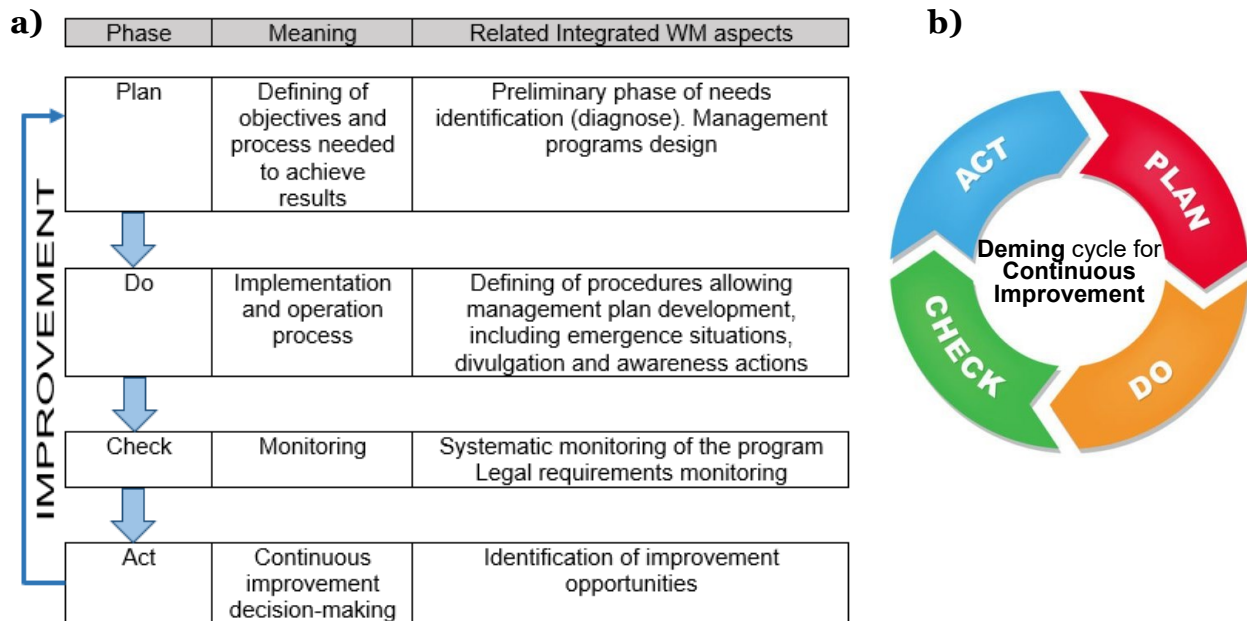 a)
Phase Meaning Related Integrated WM aspects
Plan
Defining of
objectives and
process needed
to achieve
results
Preliminary phase of needs
identification (diagnose). Management
programs design
Do
Implementation
and operation
process
Defining of procedures allowing
management plan development,
including emergence situations,
divulgation and awareness actions
Check
Monitoring
Systematic monitoring of the program
Legal requirements monitoring
Act
Continuous
improvement
decision-making
Identification of improvement
opportunities
IMPROVEMENT
b)
PLAN
DO
CHECK
ACT
Deming cycle for
Continuous
Improvement